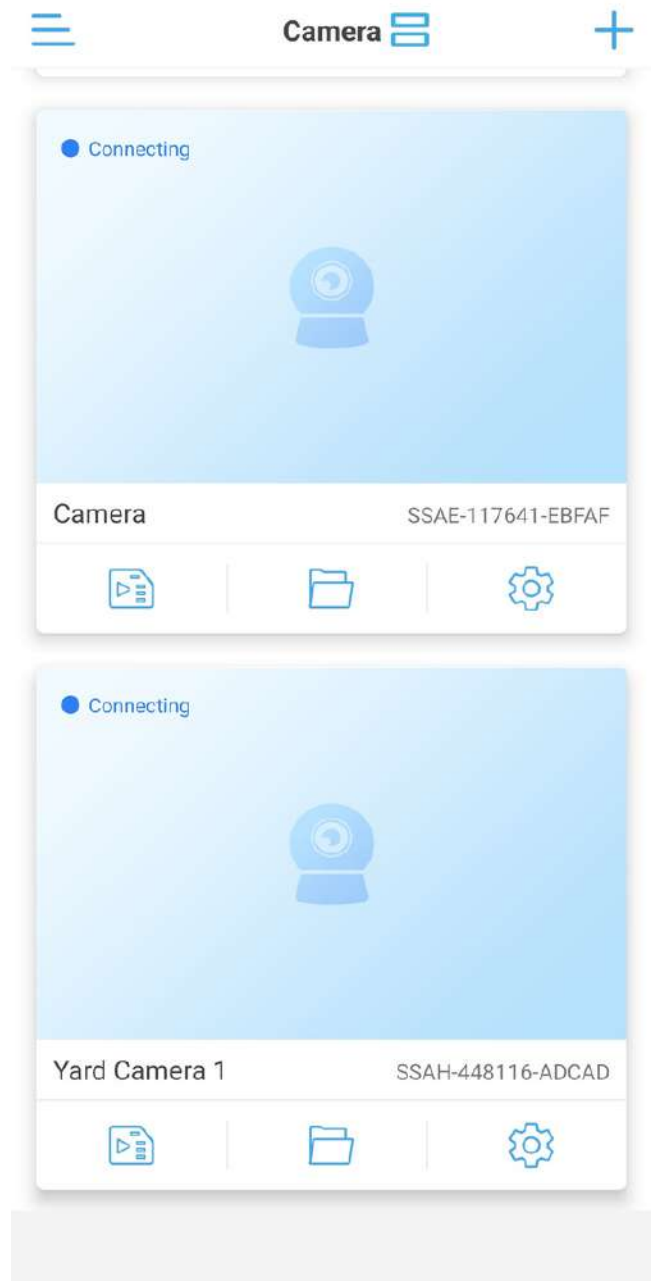 Camera
Connecting
Camera SSAE-117641-EBFAF
Connecting
Yard Camera 1 SSAH-448116-ADCAD